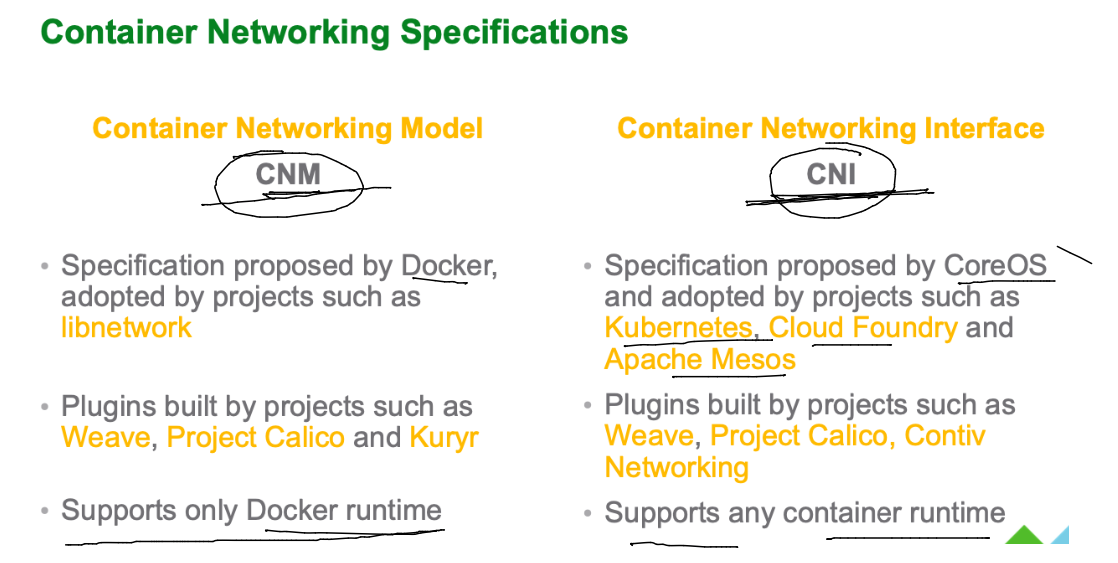 Container Networking Specifications
Container Networking Model
CNM
• Specification proposed by Docker,
adopted by projects such as
libnetwork
• Plugins built by projects such as
Weave, Project Calico and Kuryr
• Supports only Docker runtime
Container Networking Interface
CNI
• Specification proposed by CoreOS
and adopted by projects such as
Kubernetes, Cloud Foundry and
Apache Mesos
• Plugins built by projects such as
Weave, Project Calico, Contiv
Networking
• Supports any container runtime